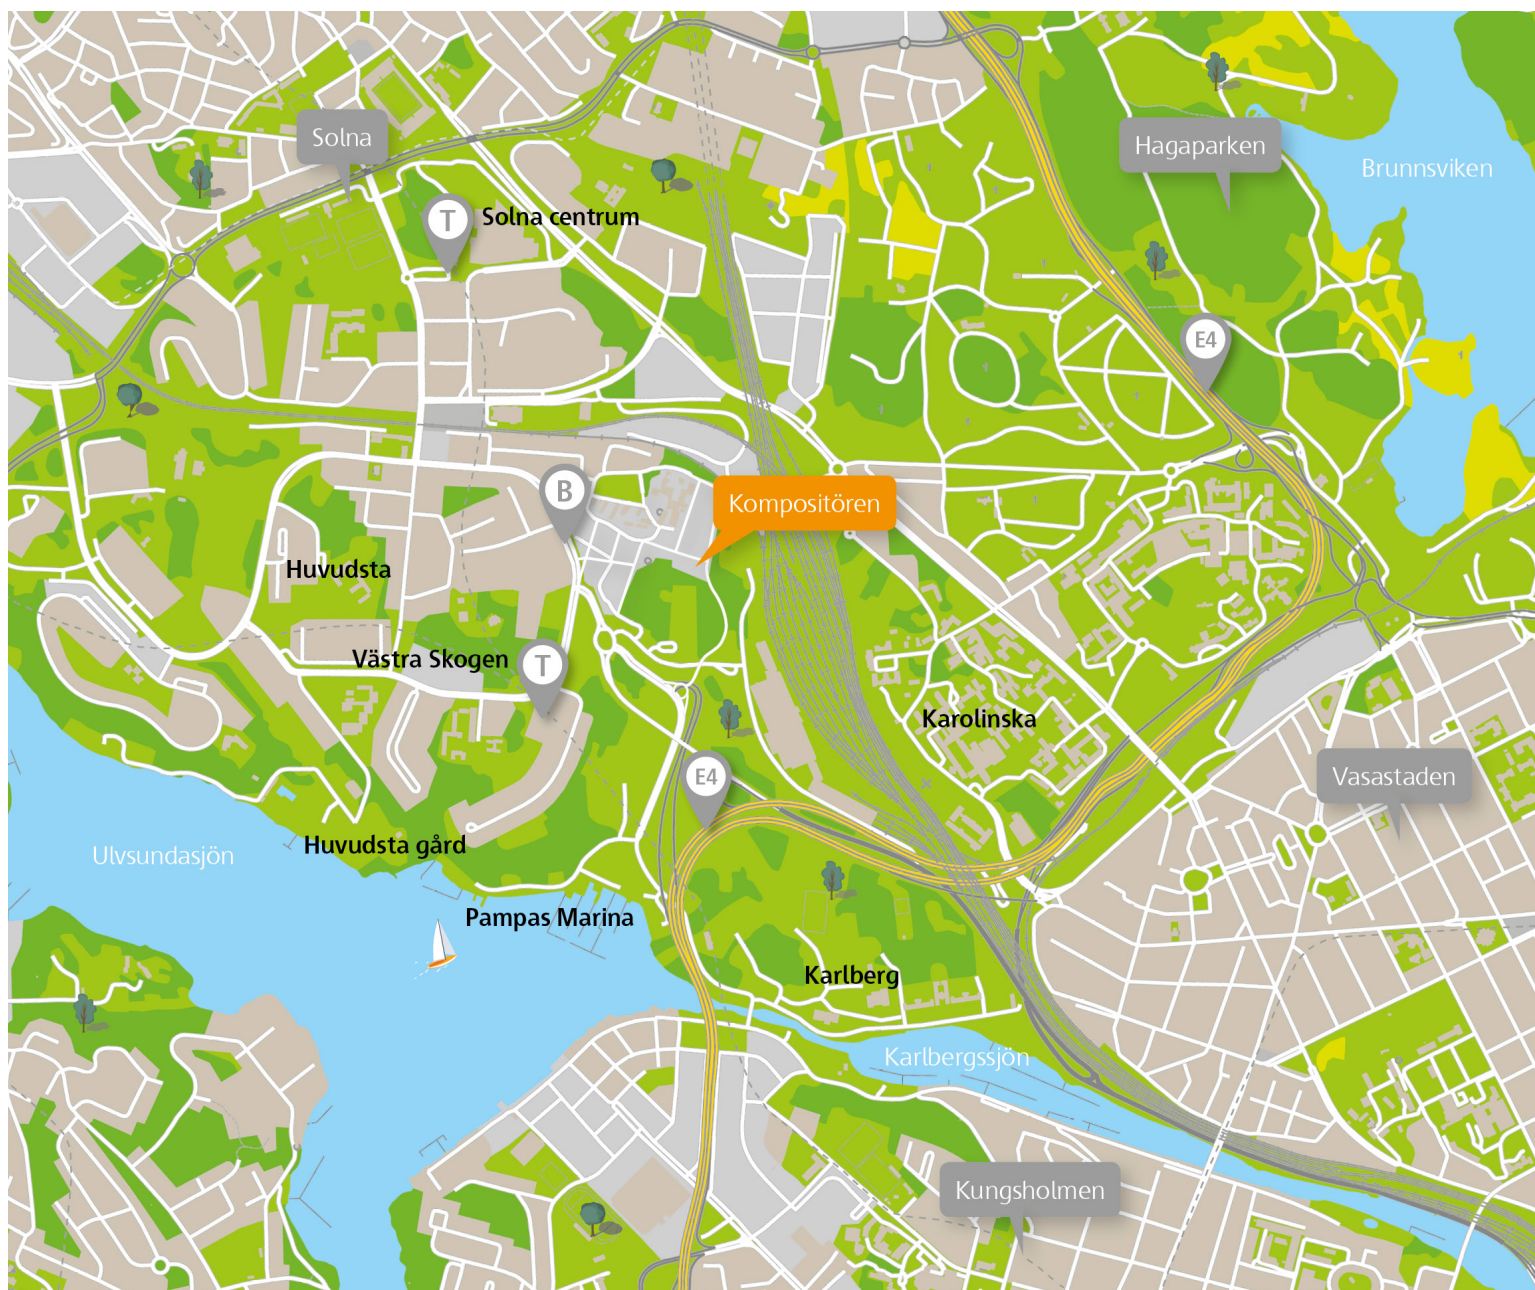 Solna
Hagaparken
Brunnsviken
T
Solna centrum
E4
B
Kompositören
Huvudsta
Västra Skogen
T
Karolinska
E4
Vasastaden
Huvudsta gård
Ulvsundasjön
Pampas Marina
Karlberg
Karlbergssjön
Kungsholmen